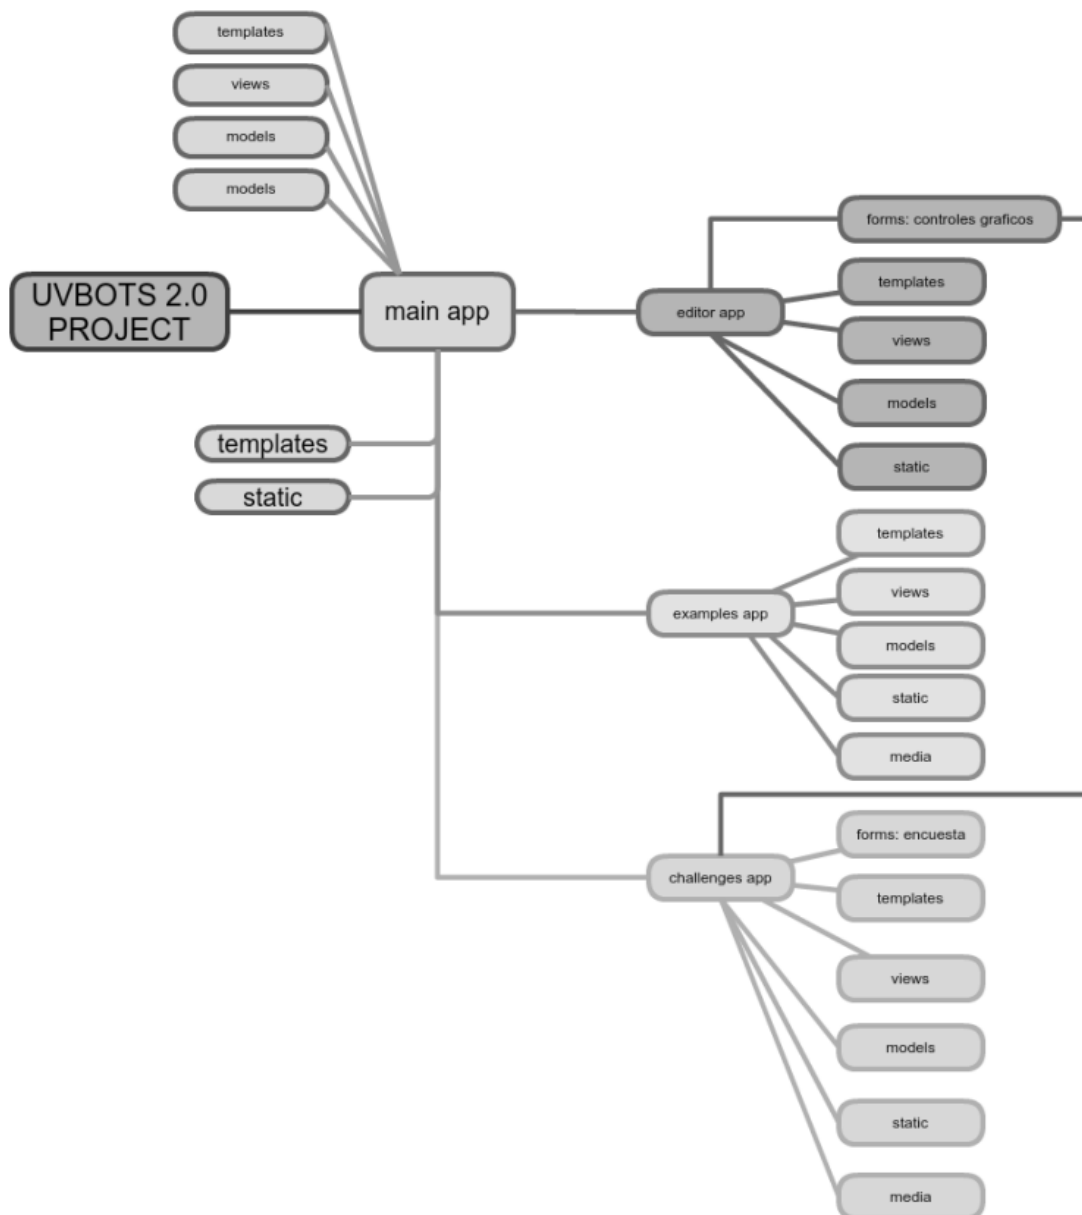 templates
views
models
models
UVBOTS 2.0
PROJECT
main app
templates
static
editor app
forms: controles graficos
templates
views
models
static
examples app
templates
views
models
static
media
challenges app
forms: encuesta
templates
views
models
static
media